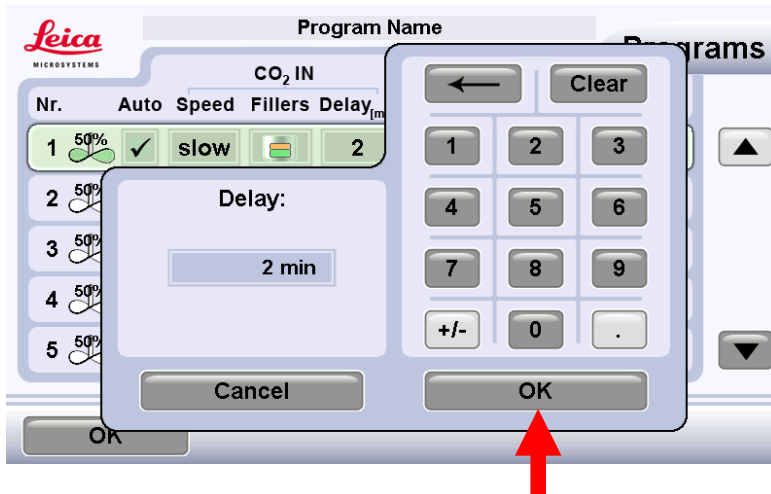 Leica
MICROSYSTEMS
Program Name
Programs
CO₂ IN
Nr. Auto Speed Fillers Delay[m
1 50% ✓ slow 2
2 50%
3 50%
4 50%
5 50%
Delay:
2 min
← Clear
1 2 3
4 5 6
7 8 9
+/- 0 .
Cancel OK
OK